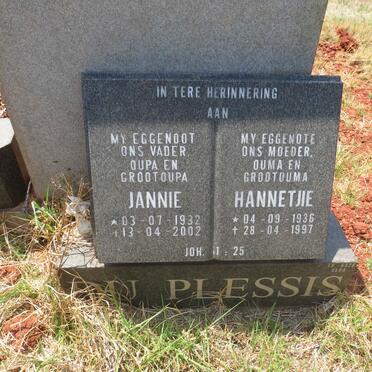 IN TERE HERINNERING
AAN
MY EGGENOOT
ONS VADER,
OUPA EN
GROOTOUPA
JANNIE
* 03-07-1932
† 13-04-2002
MY EGGENOTE
ONS MOEDER,
OUMA EN
GROOTOUMA
HANNETJIE
* 04-09-1936
† 28-04-1997
JOH. : 25
DU PLESSIS